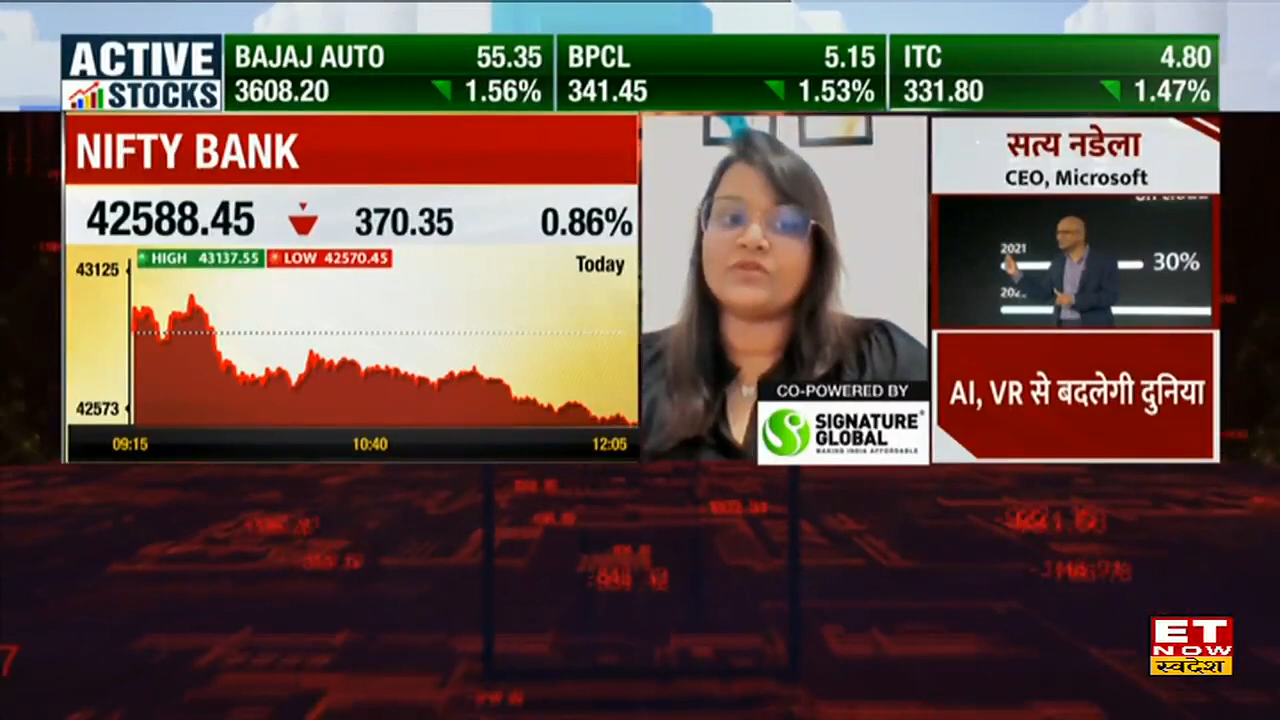 ACTIVE
STOCKS
BAJAJ AUTO 55.35
3608.20 1.56%
BPCL 5.15
341.45 1.53%
ITC 4.80
331.80 1.47%
NIFTY BANK
42588.45 370.35 0.86%
HIGH 43137.55 LOW 42570.45
Today
43125
42573
09:15 10:40 12:05
CO-POWERED BY
SIGNATURE
GLOBAL
MAKING INDIA AFFORDABLE
सत्य नडेला
CEO, Microsoft
2021
30%
AI, VR से बदलेगी दुनिया
ET
NOW
स्वदेश